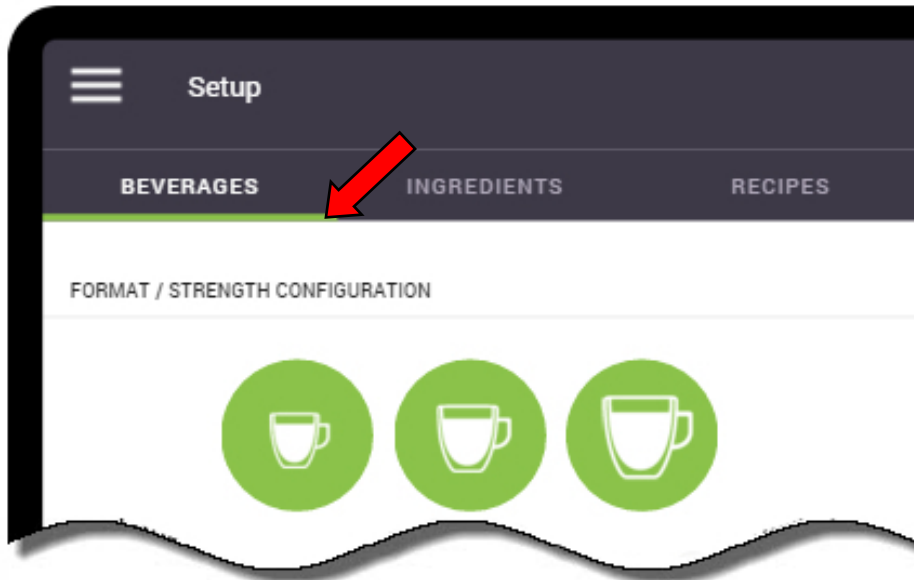 Setup
BEVERAGES INGREDIENTS RECIPES
FORMAT / STRENGTH CONFIGURATION